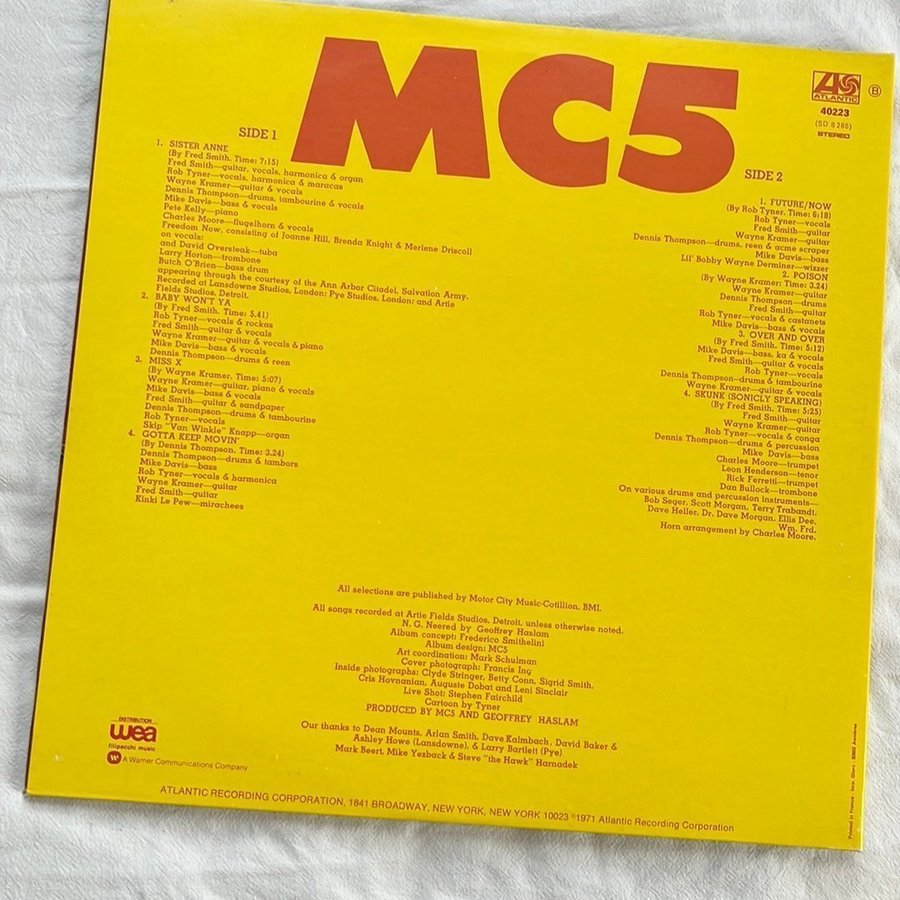 MC5
ATLANTIC
B
40223
(SD 8285)
STEREO
SIDE 1
1. SISTER ANNE
(By Fred Smith. Time: 7:15)
Fred Smith—guitar, vocals, harmonica & organ
Rob Tyner—vocals, harmonica & maracas
Wayne Kramer—guitar & vocals
Dennis Thompson—drums, tambourine & vocals
Mike Davis—bass & vocals
Pete Kelly—piano
Charles Moore—flugelhorn & vocals
Freedom Now, consisting of Joanne Hill, Brenda Knight & Merlene Driscoll
on vocals;
and David Oversteak—tuba
Larry Horton—trombone
Butch O'Brien—bass drum
appearing through the courtesy of the Ann Arbor Citadel, Salvation Army.
Recorded at Lansdowne Studios, London; Pye Studios, London; and Artie
Fields Studios, Detroit.
2. BABY WON'T YA
(By Fred Smith. Time: 5.41)
Rob Tyner—vocals & rockas
Fred Smith—guitar & vocals
Wayne Kramer—guitar & vocals & piano
Mike Davis—bass & vocals
Dennis Thompson—drums & reen
3. MISS X
(By Wayne Kramer. Time: 5:07)
Wayne Kramer—guitar, piano & vocals
Mike Davis—bass & vocals
Fred Smith—guitar & sandpaper
Dennis Thompson—drums & tambourine
Rob Tyner—vocals
Skip "Van Winkle" Knapp—organ
4. GOTTA KEEP MOVIN'
(By Dennis Thompson. Time: 3.24)
Dennis Thompson—drums & tambors
Mike Davis—bass
Rob Tyner—vocals & harmonica
Wayne Kramer—guitar
Fred Smith—guitar
Kinki Le Pew—mirachees
SIDE 2
1. FUTURE/NOW
(By Rob Tyner. Time: 6:18)
Rob Tyner—vocals
Fred Smith—guitar
Wayne Kramer—guitar
Dennis Thompson—drums, reen & acme scraper
Mike Davis—bass
Lil' Bobby Wayne Derminer—wizzer
2. POISON
(By Wayne Kramer: Time: 3.24)
Wayne Kramer—guitar
Dennis Thompson—drums
Fred Smith—guitar
Rob Tyner—vocals & castanets
Mike Davis—bass & vocals
3. OVER AND OVER
(By Fred Smith. Time: 5:12)
Mike Davis—bass, ka & vocals
Fred Smith—guitar & vocals
Rob Tyner—vocals
Dennis Thompson—drums & tambourine
Wayne Kramer—guitar & vocals
4. SKUNK (SONICLY SPEAKING)
(By Fred Smith. Time: 5:25)
Fred Smith—guitar
Wayne Kramer—guitar
Rob Tyner—vocals & conga
Dennis Thompson—drums & percussion
Mike Davis—bass
Charles Moore—trumpet
Leon Henderson—tenor
Rick Ferretti—trumpet
Dan Bullock—trombone
On various drums and percussion instruments—
Bob Seger, Scott Morgan, Terry Trabandt,
Dave Heller, Dr. Dave Morgan, Ellis Dee,
Wm. Frd.
Horn arrangement by Charles Moore.
All selections are published by Motor City Music-Cotillion, BMI.
All songs recorded at Artie Fields Studios, Detroit, unless otherwise noted.
N. G. Neered by Geoffrey Haslam
Album concept: Frederico Smithelini
Album design: MC5
Art coordination: Mark Schulman
Cover photograph: Francis Ing
Inside photographs: Clyde Stringer, Betty Conn, Sigrid Smith,
Cris Hovnanian, Auguste Dobat and Leni Sinclair
Live Shot: Stephen Fairchild
Cartoon by Tyner
PRODUCED BY MC5 AND GEOFFREY HASLAM
Our thanks to Dean Mounts, Arlan Smith, Dave Kalmbach, David Baker &
Ashley Howe (Lansdowne), & Larry Bartlett (Pye)
Mark Beert, Mike Yezback & Steve "the Hawk" Harnadek
DISTRIBUTION
wea
filipacchi music
A Warner Communications Company
ATLANTIC RECORDING CORPORATION, 1841 BROADWAY, NEW YORK, NEW YORK 10023 ©1971 Atlantic Recording Corporation
Printed in France